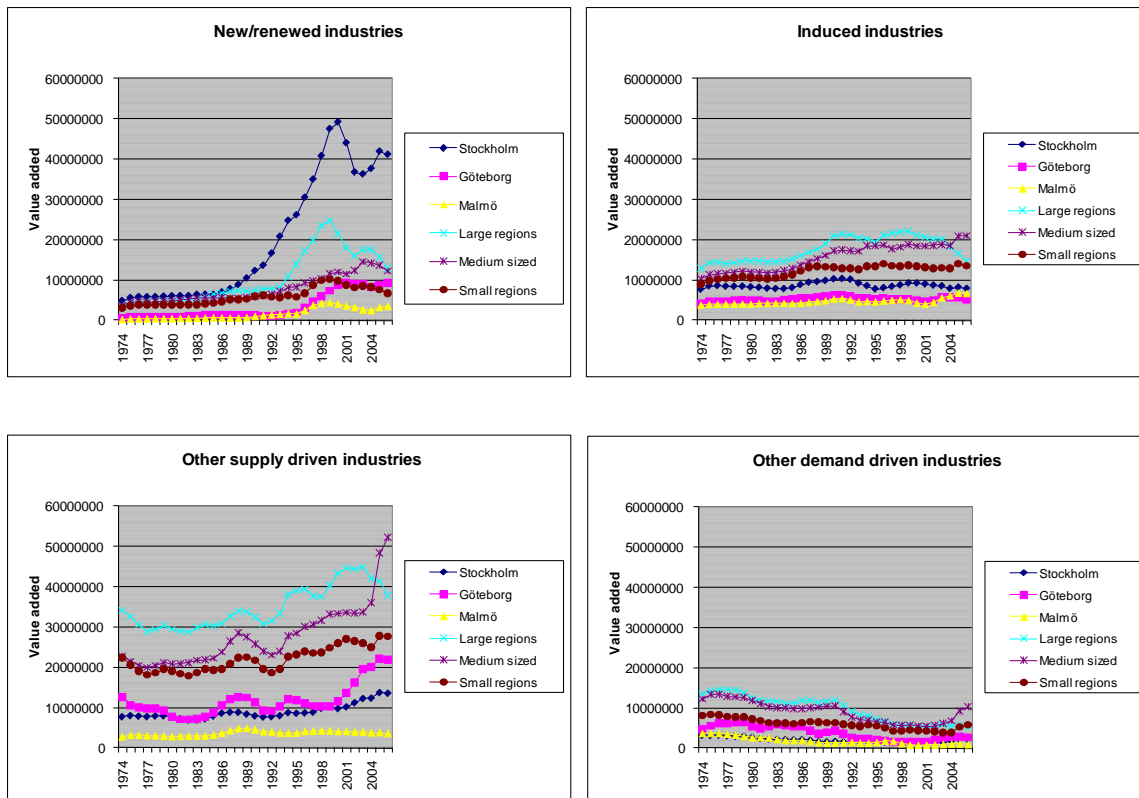 New/renewed industries
60000000
50000000
40000000
30000000
20000000
10000000
0
Value added
1974
1977
1980
1983
1986
1989
1992
1995
1998
2001
2004
Stockholm
Göteborg
Malmö
Large regions
Medium sized
Small regions
Induced industries
60000000
50000000
40000000
30000000
20000000
10000000
0
Value added
1974
1977
1980
1983
1986
1989
1992
1995
1998
2001
2004
Stockholm
Göteborg
Malmö
Large regions
Medium sized
Small regions
Other supply driven industries
60000000
50000000
40000000
30000000
20000000
10000000
0
Value added
1974
1977
1980
1983
1986
1989
1992
1995
1998
2001
2004
Stockholm
Göteborg
Malmö
Large regions
Medium sized
Small regions
Other demand driven industries
60000000
50000000
40000000
30000000
20000000
10000000
0
Value added
1974
1977
1980
1983
1986
1989
1992
1995
1998
2001
2004
Stockholm
Göteborg
Malmö
Large regions
Medium sized
Small regions